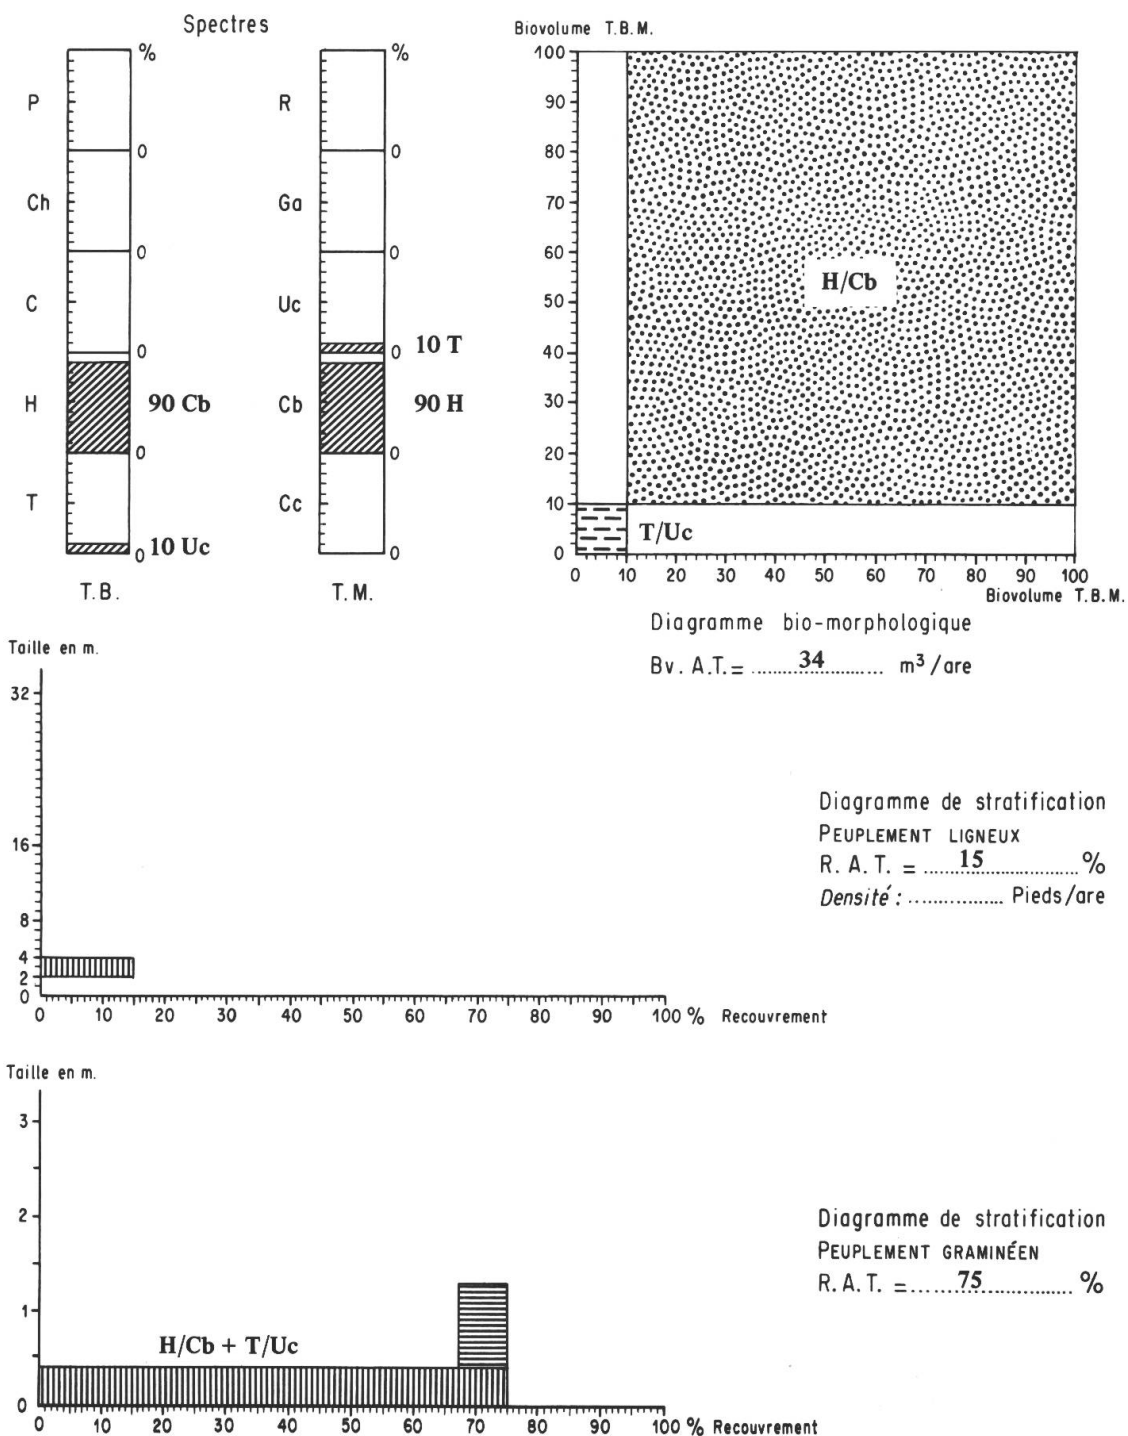 Spectres
%
P
0
Ch
0
C
0
H
90 Cb
0
T
10 Uc
0
T.B.
%
R
0
Ga
0
Uc
10 T
0
Cb
90 H
0
Cc
0
T.M.
Biovolume T.B.M.
100
90
80
70
60
50
40
30
20
10
0
H/Cb
T/Uc
0 10 20 30 40 50 60 70 80 90 100
Biovolume T.B.M.
Diagramme bio-morphologique
Bv. A.T. = 34 m³/are
Taille en m.
32
16
8
4
2
0
0 10 20 30 40 50 60 70 80 90 100 % Recouvrement
Diagramme de stratification
PEUPLEMENT LIGNEUX
R. A. T. = 15 %
Densité : ................ Pieds/are
Taille en m.
3
2
1
0
H/Cb + T/Uc
0 10 20 30 40 50 60 70 80 90 100 % Recouvrement
Diagramme de stratification
PEUPLEMENT GRAMINÉEN
R. A. T. = 75 %